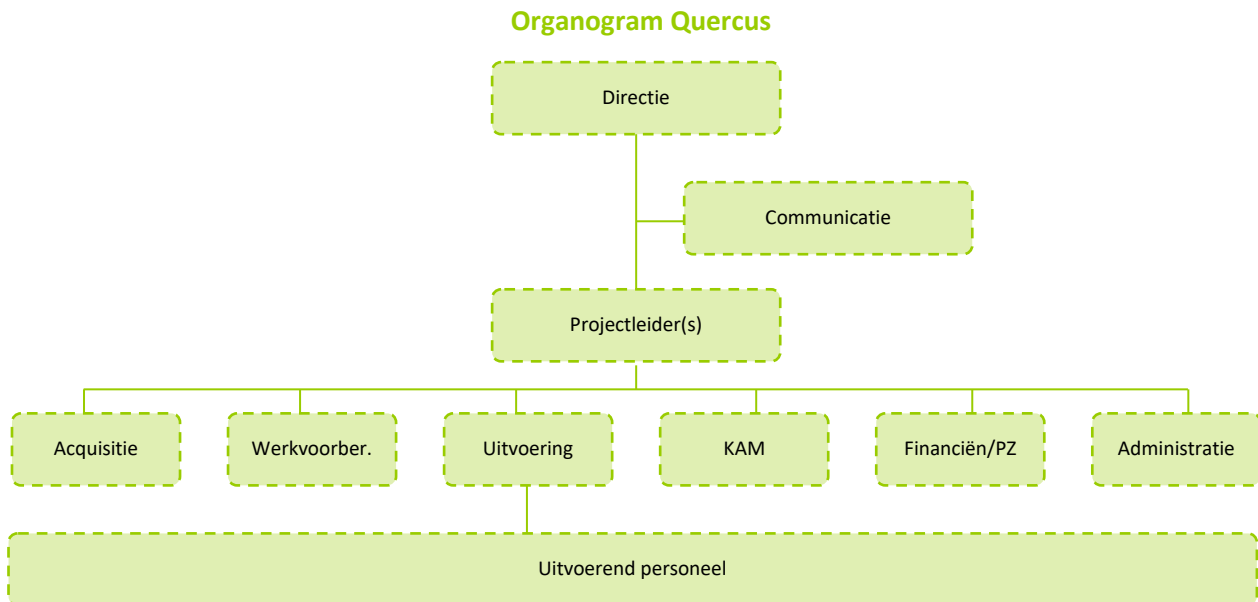 Organogram Quercus
Directie
Communicatie
Projectleider(s)
Acquisitie
Werkvoorber.
Uitvoering
KAM
Financiën/PZ
Administratie
Uitvoerend personeel